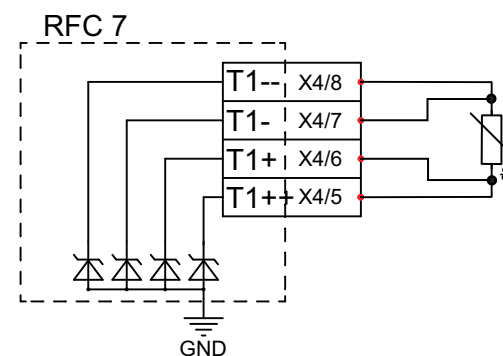 RFC 7
T1-- X4/8
T1- X4/7
T1+ X4/6
T1++ X4/5
GND